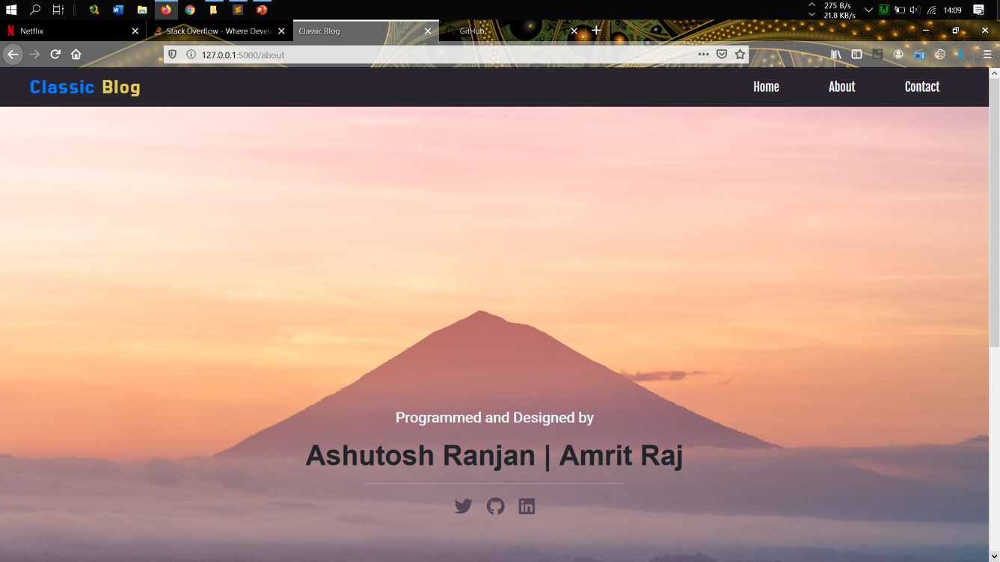 275 B/s
21.8 KB/s
14:09
Netflix
Stack Overflow - Where Develo
Classic Blog
GitHub
127.0.0.1:5000/about
Classic Blog
Home
About
Contact
Programmed and Designed by
Ashutosh Ranjan | Amrit Raj